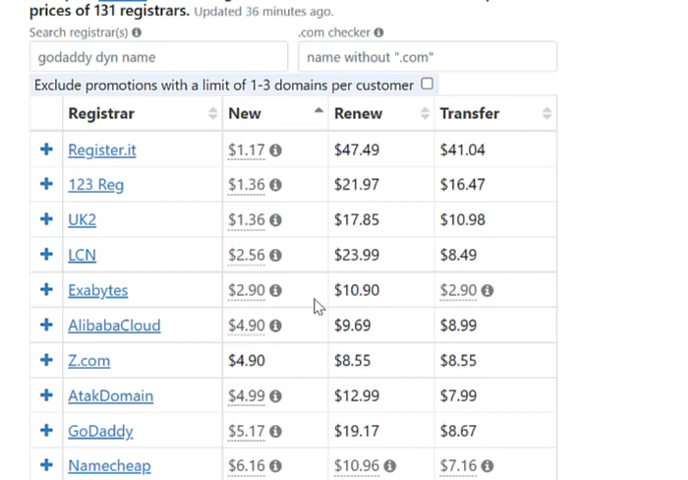 prices of 131 registrars. Updated 36 minutes ago.
Search registrar(s) .com checker
godaddy dyn name name without ".com"
Exclude promotions with a limit of 1-3 domains per customer
Registrar New Renew Transfer
Register.it $1.17 $47.49 $41.04
123 Reg $1.36 $21.97 $16.47
UK2 $1.36 $17.85 $10.98
LCN $2.56 $23.99 $8.49
Exabytes $2.90 $10.90 $2.90
AlibabaCloud $4.90 $9.69 $8.99
Z.com $4.90 $8.55 $8.55
AtakDomain $4.99 $12.99 $7.99
GoDaddy $5.17 $19.17 $8.67
Namecheap $6.16 $10.96 $7.16